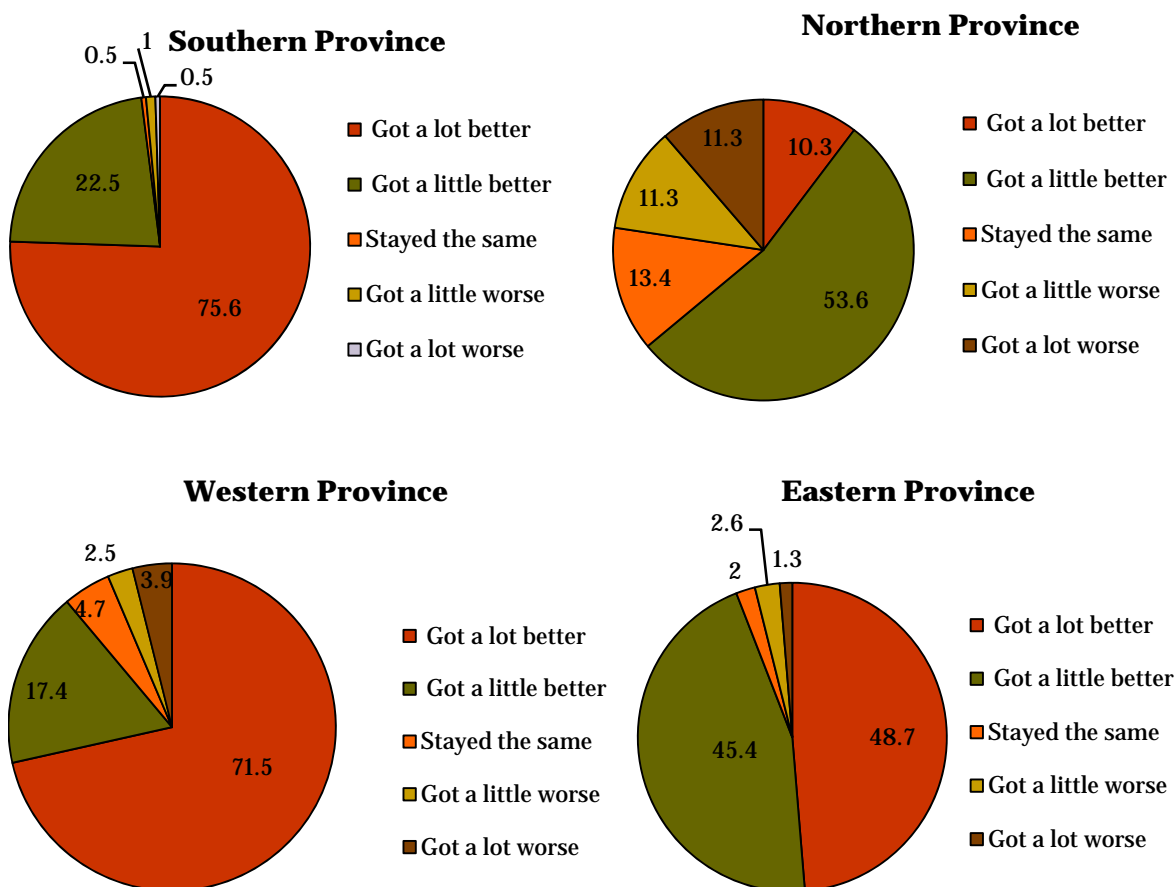 Southern Province
0.5
1
0.5
22.5
75.6
Got a lot better
Got a little better
Stayed the same
Got a little worse
Got a lot worse
Northern Province
11.3
10.3
11.3
13.4
53.6
Got a lot better
Got a little better
Stayed the same
Got a little worse
Got a lot worse
Western Province
2.5
3.9
4.7
17.4
71.5
Got a lot better
Got a little better
Stayed the same
Got a little worse
Got a lot worse
Eastern Province
2.6
2
1.3
45.4
48.7
Got a lot better
Got a little better
Stayed the same
Got a little worse
Got a lot worse